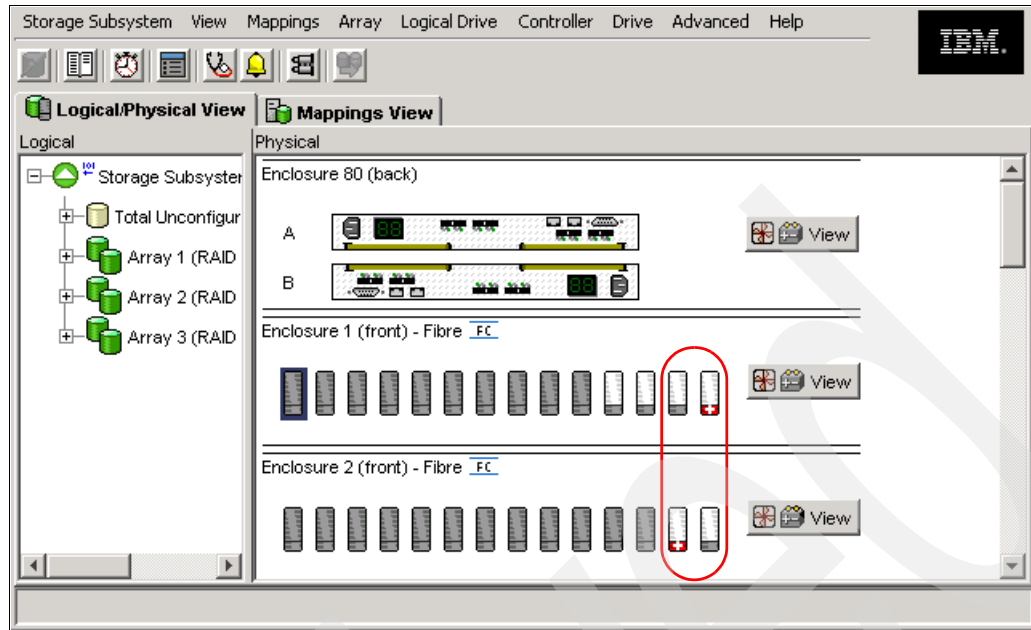 Storage Subsystem View Mappings Array Logical Drive Controller Drive Advanced Help
IBM.
Logical/Physical View Mappings View
Logical
Physical
Storage Subsyster
Total Unconfigur
Array 1 (RAID
Array 2 (RAID
Array 3 (RAID
Enclosure 80 (back)
A
View
B
Enclosure 1 (front) - Fibre FC
View
Enclosure 2 (front) - Fibre FC
View